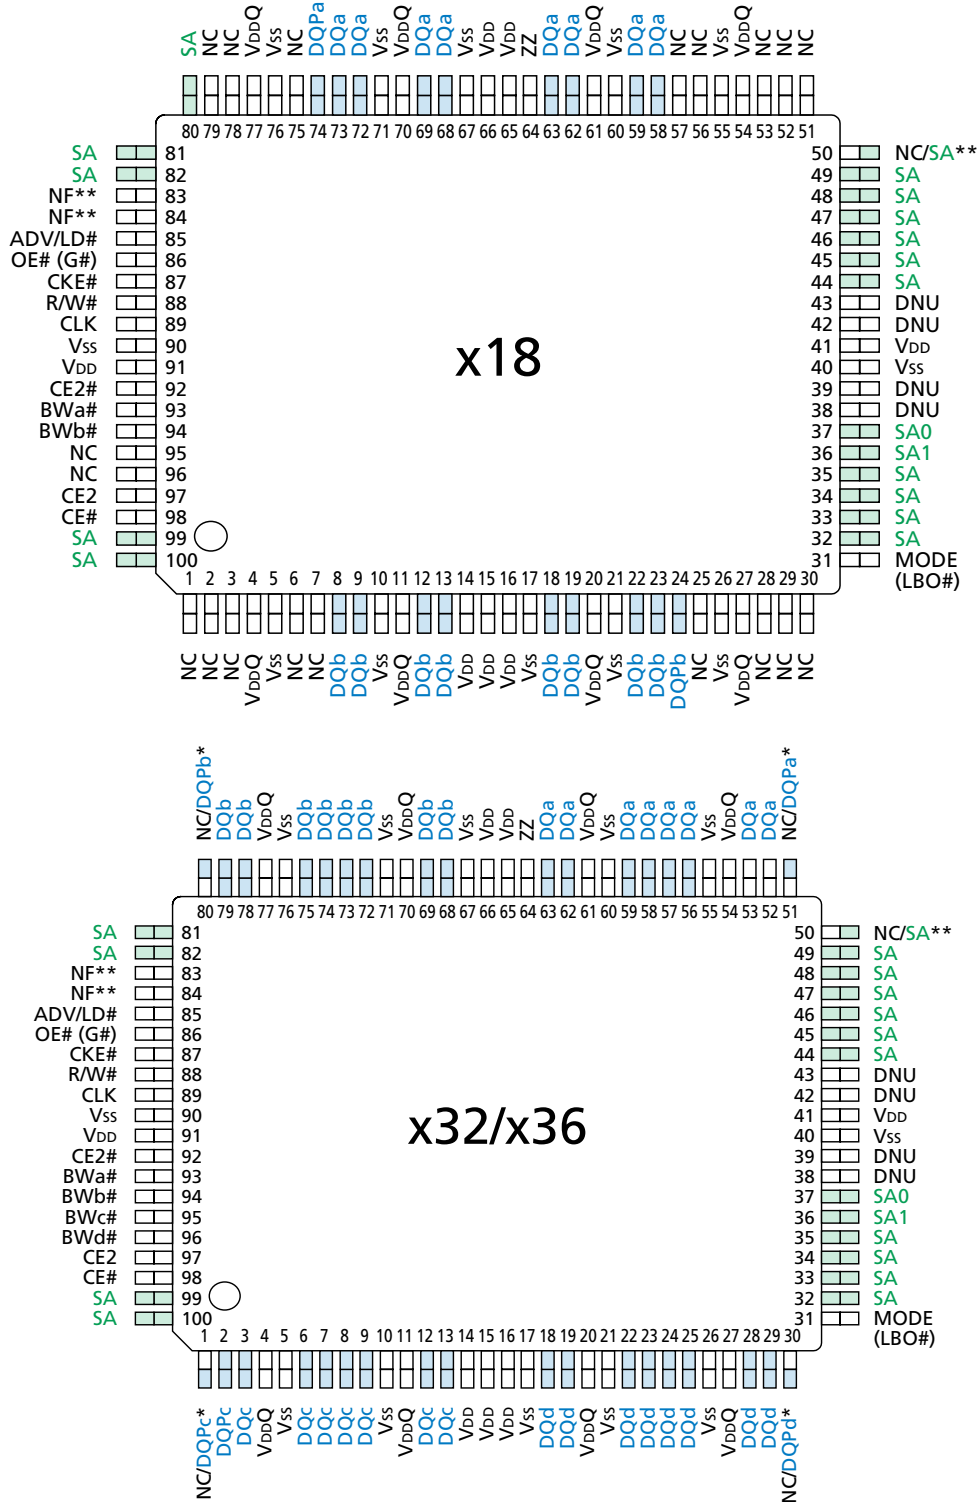 SA NC NC VDDQ Vss NC DQPa DQa DQa Vss VDDQ DQa DQa Vss VDD VDD ZZ DQa DQa VDDQ Vss DQa DQa NC NC Vss VDDQ NC NC NC
80 79 78 77 76 75 74 73 72 71 70 69 68 67 66 65 64 63 62 61 60 59 58 57 56 55 54 53 52 51
SA 81 50 NC/SA**
SA 82 49 SA
NF** 83 48 SA
NF** 84 47 SA
ADV/LD# 85 46 SA
OE# (G#) 86 45 SA
CKE# 87 44 SA
R/W# 88 43 DNU
CLK 89 42 DNU
Vss 90 41 VDD
x18
VDD 91 40 Vss
CE2# 92 39 DNU
BWa# 93 38 DNU
BWb# 94 37 SA0
NC 95 36 SA1
NC 96 35 SA
CE2 97 34 SA
CE# 98 33 SA
SA 99 32 SA
SA 100 31 MODE
(LBO#)
1 2 3 4 5 6 7 8 9 10 11 12 13 14 15 16 17 18 19 20 21 22 23 24 25 26 27 28 29 30
NC NC NC VDDQ Vss NC NC DQb DQb Vss VDDQ DQb DQb VDD VDD VDD Vss DQb DQb VDDQ Vss DQb DQb DQPb NC Vss VDDQ NC NC NC
NC/DQPb* DQb DQb VDDQ Vss DQb DQb DQb DQb Vss VDDQ DQb DQb Vss VDD VDD ZZ DQa DQa VDDQ Vss DQa DQa DQa DQa Vss VDDQ DQa DQa NC/DQPa*
80 79 78 77 76 75 74 73 72 71 70 69 68 67 66 65 64 63 62 61 60 59 58 57 56 55 54 53 52 51
SA 81 50 NC/SA**
SA 82 49 SA
NF** 83 48 SA
NF** 84 47 SA
ADV/LD# 85 46 SA
OE# (G#) 86 45 SA
CKE# 87 44 SA
R/W# 88 43 DNU
CLK 89 42 DNU
Vss 90 41 VDD
x32/x36
VDD 91 40 Vss
CE2# 92 39 DNU
BWa# 93 38 DNU
BWb# 94 37 SA0
BWc# 95 36 SA1
BWd# 96 35 SA
CE2 97 34 SA
CE# 98 33 SA
SA 99 32 SA
SA 100 31 MODE
(LBO#)
1 2 3 4 5 6 7 8 9 10 11 12 13 14 15 16 17 18 19 20 21 22 23 24 25 26 27 28 29 30
NC/DQPc* DQPc DQc VDDQ Vss DQc DQc DQc DQc Vss VDDQ DQc DQc VDD VDD VDD Vss DQd DQd VDDQ Vss DQd DQd DQd DQd Vss VDDQ DQd DQd NC/DQPd*